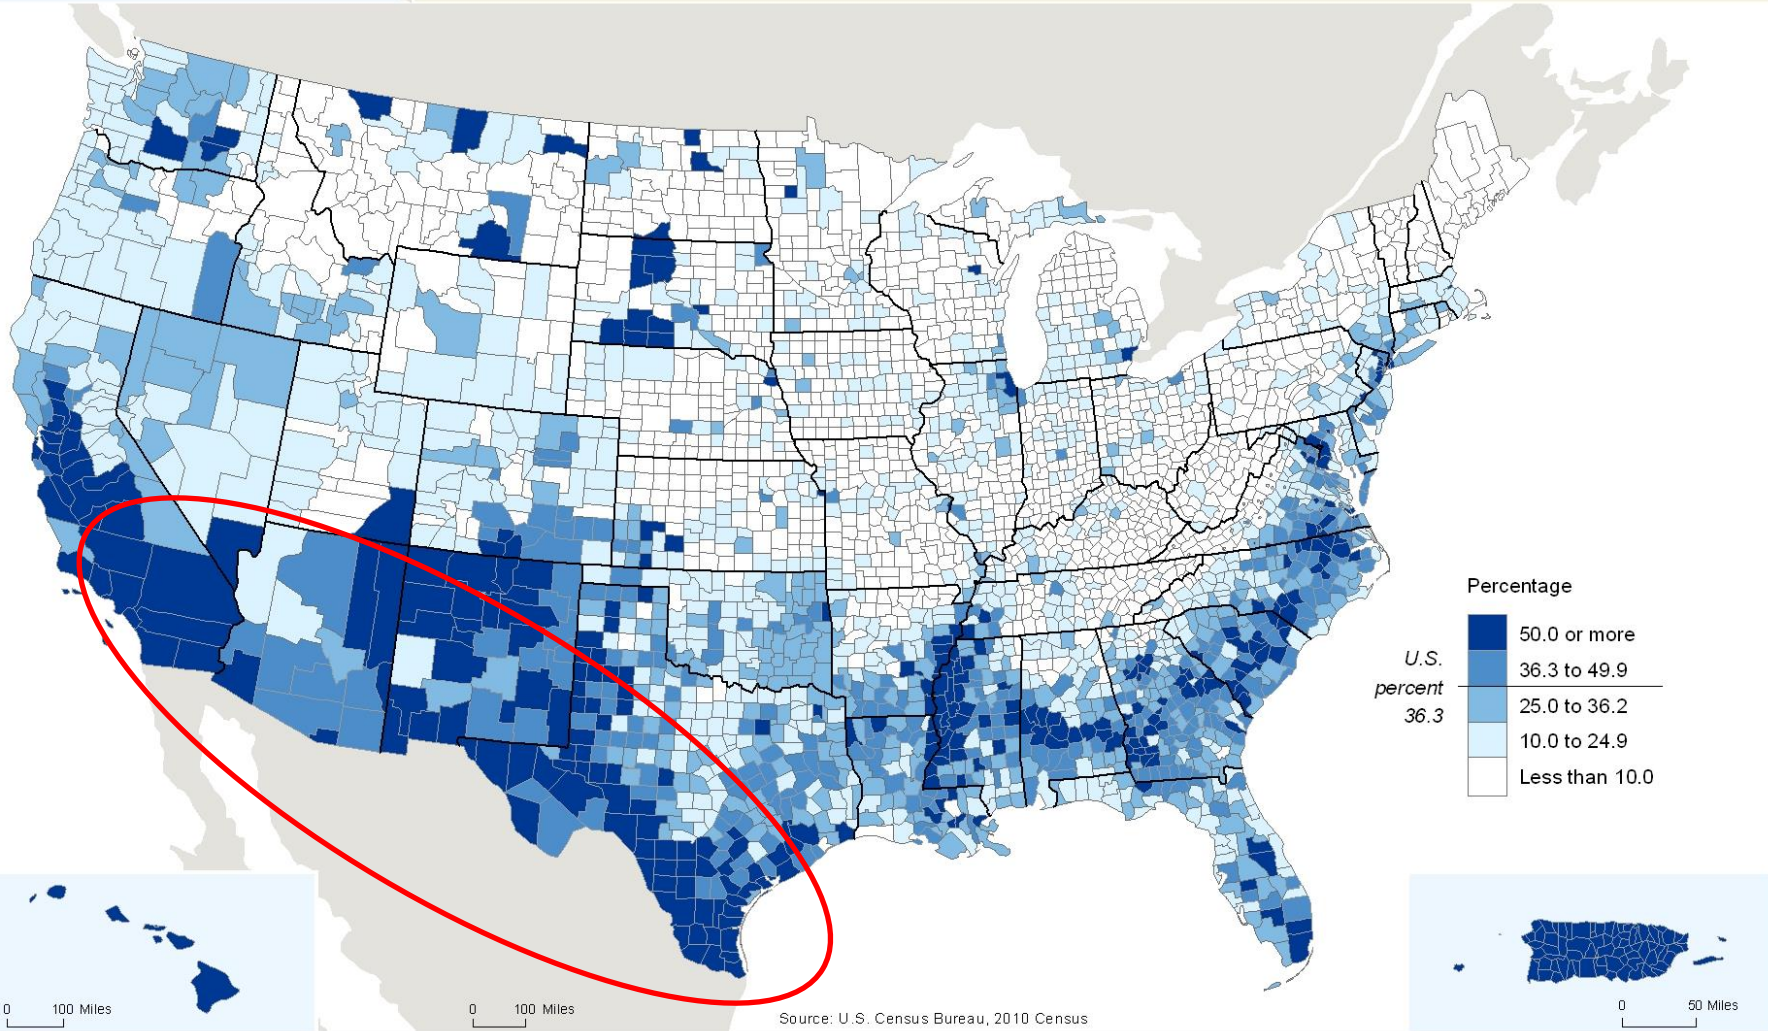 Percentage
50.0 or more
36.3 to 49.9
25.0 to 36.2
10.0 to 24.9
Less than 10.0
U.S.
percent
36.3
0 100 Miles
0 100 Miles
Source: U.S. Census Bureau, 2010 Census
0 50 Miles